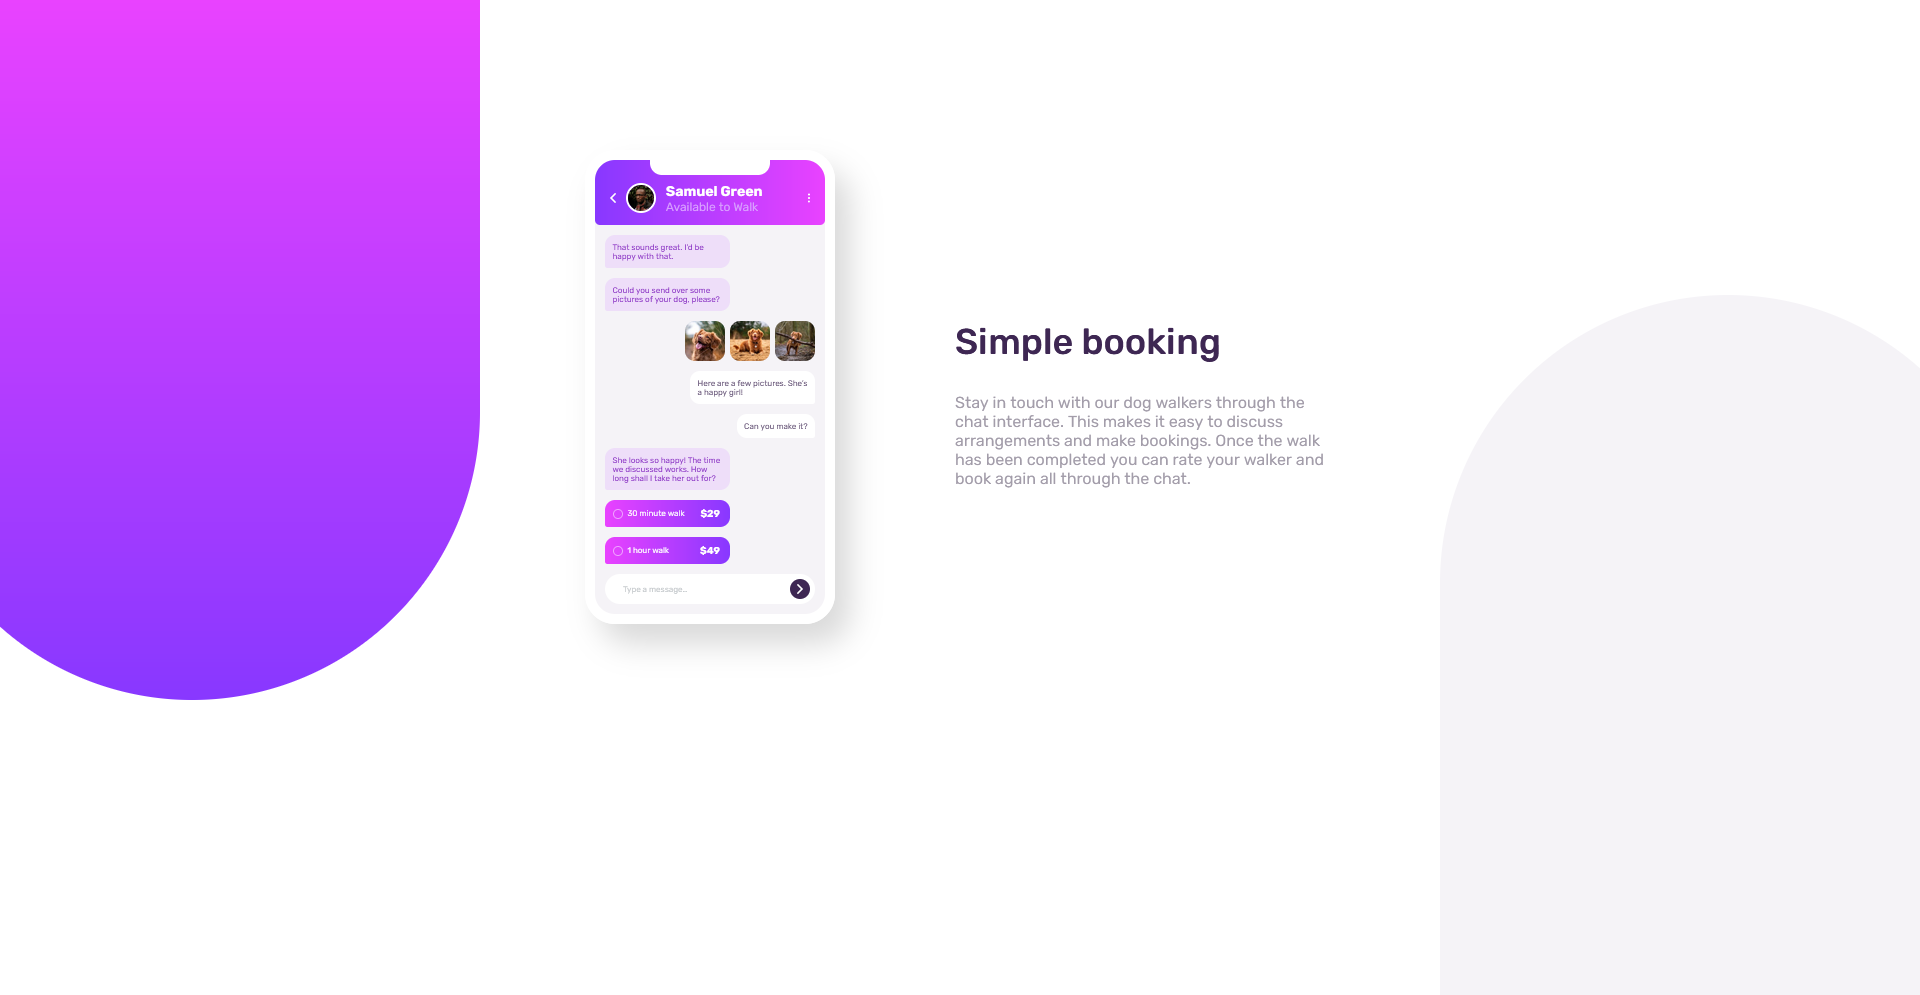 Samuel Green
Available to Walk
That sounds great. I'd be
happy with that.
Could you send over some
pictures of your dog, please?
Here are a few pictures. She's
a happy girl!
Can you make it?
She looks so happy! The time
we discussed works. How
long shall I take her out for?
30 minute walk $29
1 hour walk $49
Type a message…
Simple booking
Stay in touch with our dog walkers through the
chat interface. This makes it easy to discuss
arrangements and make bookings. Once the walk
has been completed you can rate your walker and
book again all through the chat.